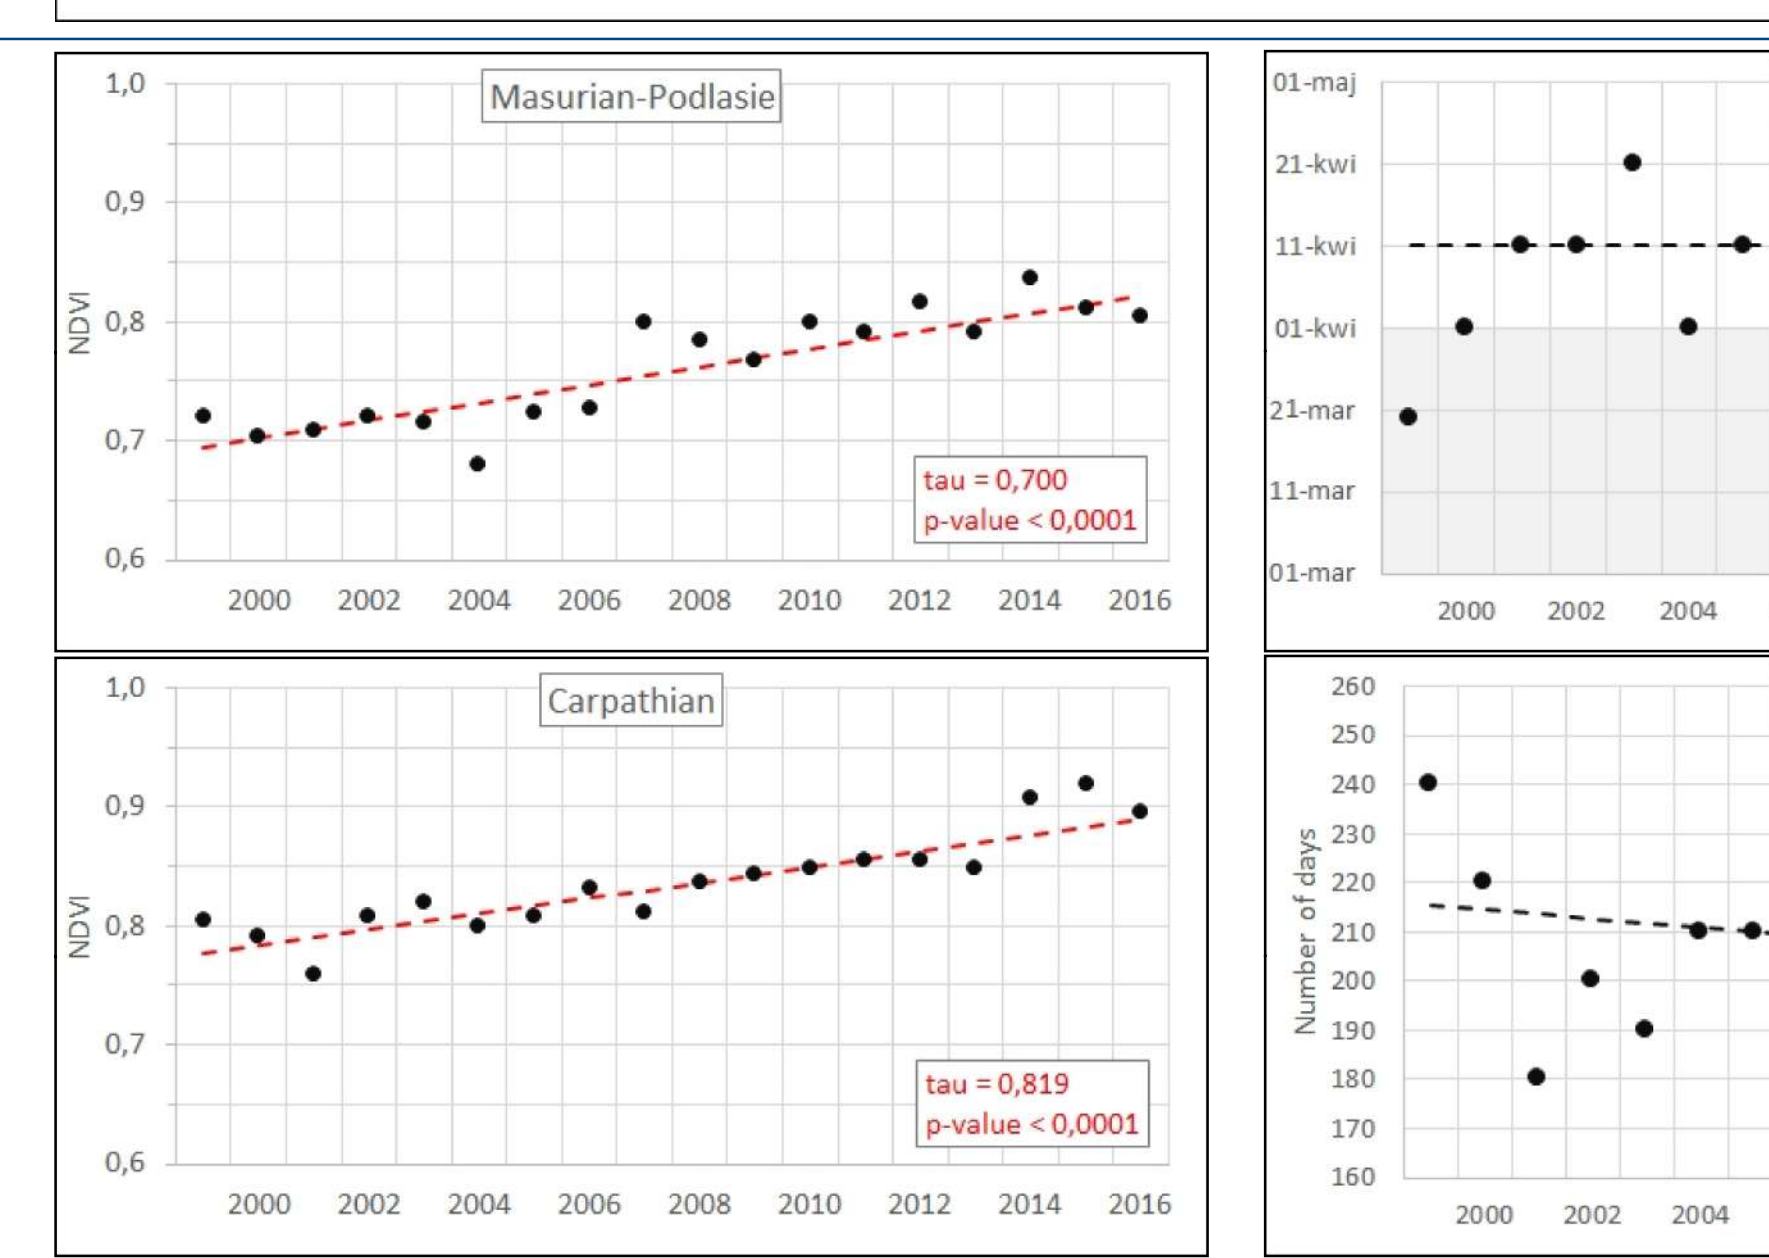 Masurian-Podlasie
1,0
0,9
0,8
0,7
0,6
NDVI
tau = 0,700
p-value < 0,0001
2000 2002 2004 2006 2008 2010 2012 2014 2016
01-maj
21-kwi
11-kwi
01-kwi
21-mar
11-mar
01-mar
2000 2002 2004
Carpathian
1,0
0,9
0,8
0,7
0,6
NDVI
tau = 0,819
p-value < 0,0001
2000 2002 2004 2006 2008 2010 2012 2014 2016
260
250
240
230
220
210
200
190
180
170
160
Number of days
2000 2002 2004